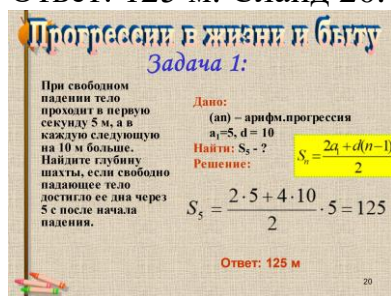 Ответ: 125 м. Слайд 20.
Прогрессии в жизни и быту
Задача 1:
При свободном
падении тело
проходит в первую
секунду 5 м, а в
каждую следующую
на 10 м больше.
Найдите глубину
шахты, если свободно
падающее тело
достигло ее дна через
5 с после начала
падения.
Дано:
(an) – арифм.прогрессия
a₁=5, d = 10
Найти: S₅ - ?
Решение:
Sₙ = (2a₁ + d(n−1)) / 2
S₅ = (2·5 + 4·10) / 2 · 5 = 125
Ответ: 125 м
20